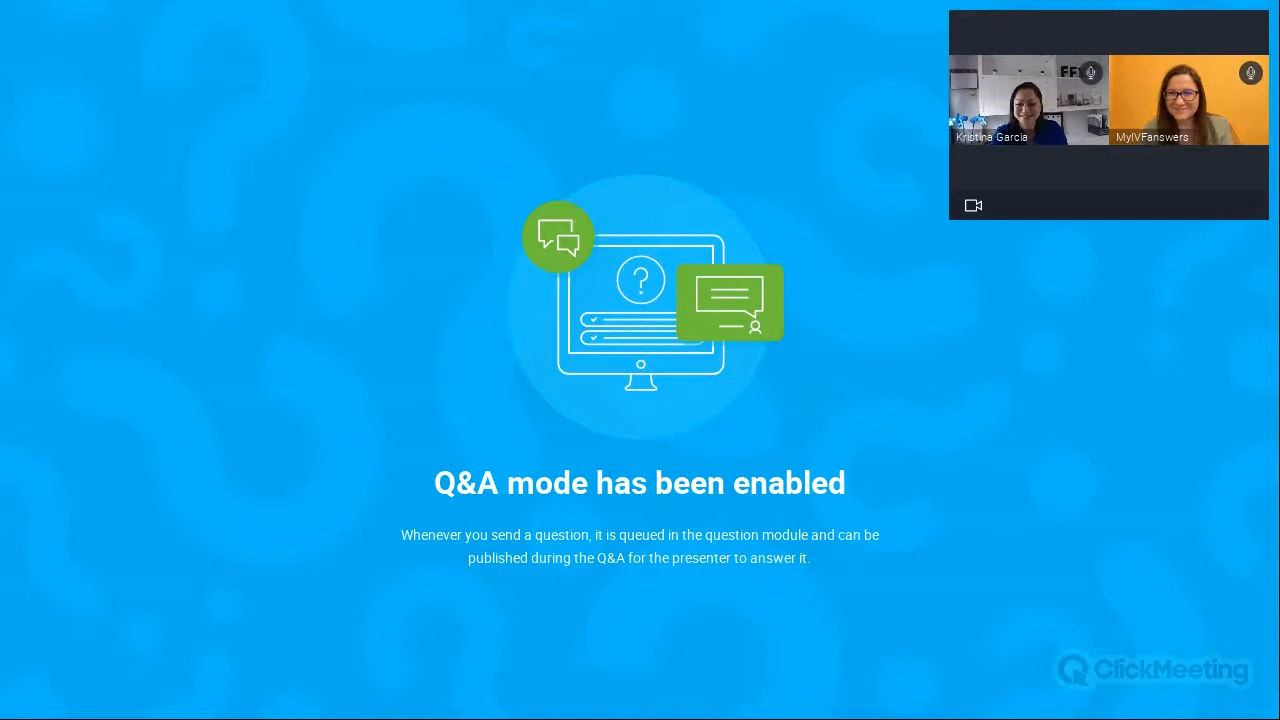 FF
Kristina Garcia
MyIVFanswers
?
Q&A mode has been enabled
Whenever you send a question, it is queued in the question module and can be
published during the Q&A for the presenter to answer it.
ClickMeeting